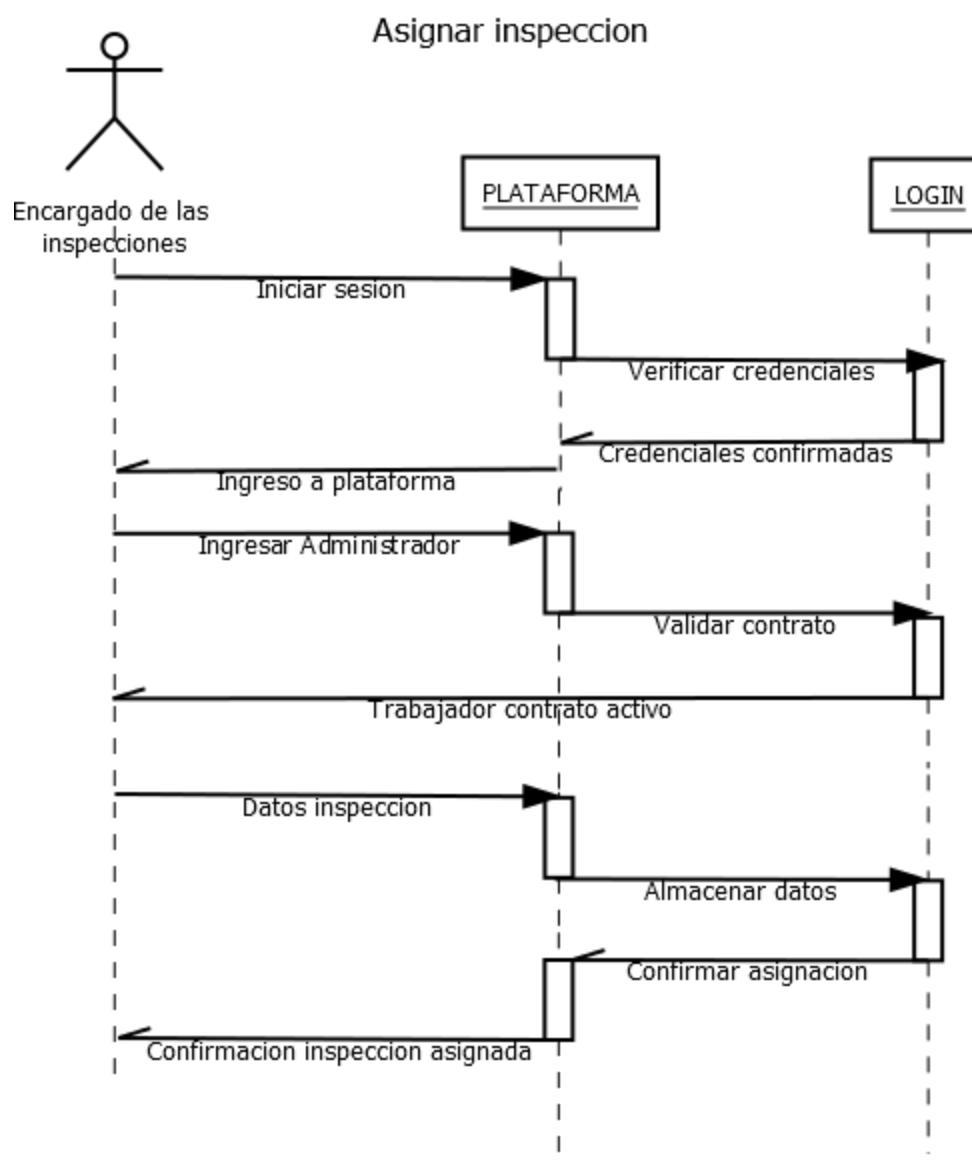 Asignar inspeccion
Encargado de las
inspecciones
PLATAFORMA
LOGIN
Iniciar sesion
Verificar credenciales
Credenciales confirmadas
Ingreso a plataforma
Ingresar Administrador
Validar contrato
Trabajador contrato activo
Datos inspeccion
Almacenar datos
Confirmar asignacion
Confirmacion inspeccion asignada